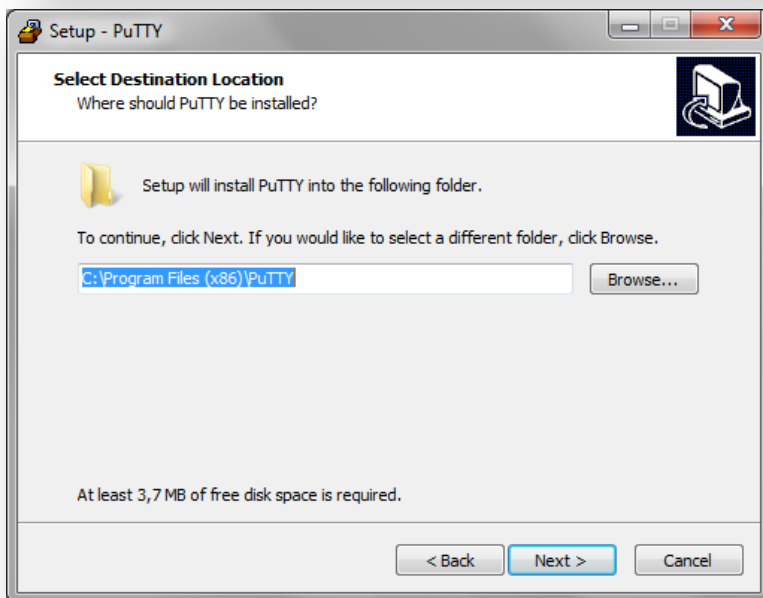 Setup - PuTTY
Select Destination Location
Where should PuTTY be installed?
Setup will install PuTTY into the following folder.
To continue, click Next. If you would like to select a different folder, click Browse.
C:\Program Files (x86)\PuTTY
Browse...
At least 3,7 MB of free disk space is required.
< Back
Next >
Cancel